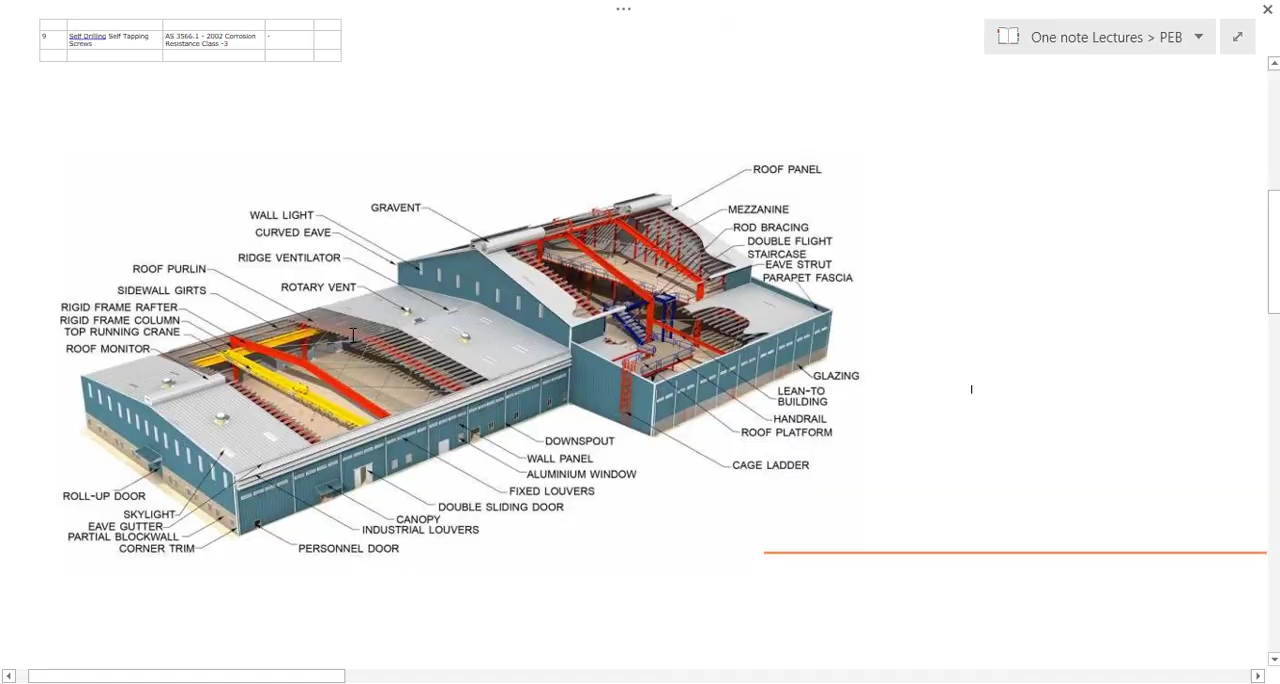 One note Lectures > PEB
9 Self Drilling Self Tapping Screws AS 3566.1 - 2002 Corrosion Resistance Class -3 -
ROOF PANEL
GRAVENT
MEZZANINE
WALL LIGHT
ROD BRACING
CURVED EAVE
DOUBLE FLIGHT
STAIRCASE
RIDGE VENTILATOR
EAVE STRUT
ROOF PURLIN
PARAPET FASCIA
ROTARY VENT
SIDEWALL GIRTS
RIGID FRAME RAFTER
RIGID FRAME COLUMN
TOP RUNNING CRANE
ROOF MONITOR
GLAZING
LEAN-TO
BUILDING
HANDRAIL
ROOF PLATFORM
DOWNSPOUT
WALL PANEL
CAGE LADDER
ALUMINIUM WINDOW
FIXED LOUVERS
ROLL-UP DOOR
DOUBLE SLIDING DOOR
SKYLIGHT
CANOPY
EAVE GUTTER
INDUSTRIAL LOUVERS
PARTIAL BLOCKWALL
CORNER TRIM
PERSONNEL DOOR